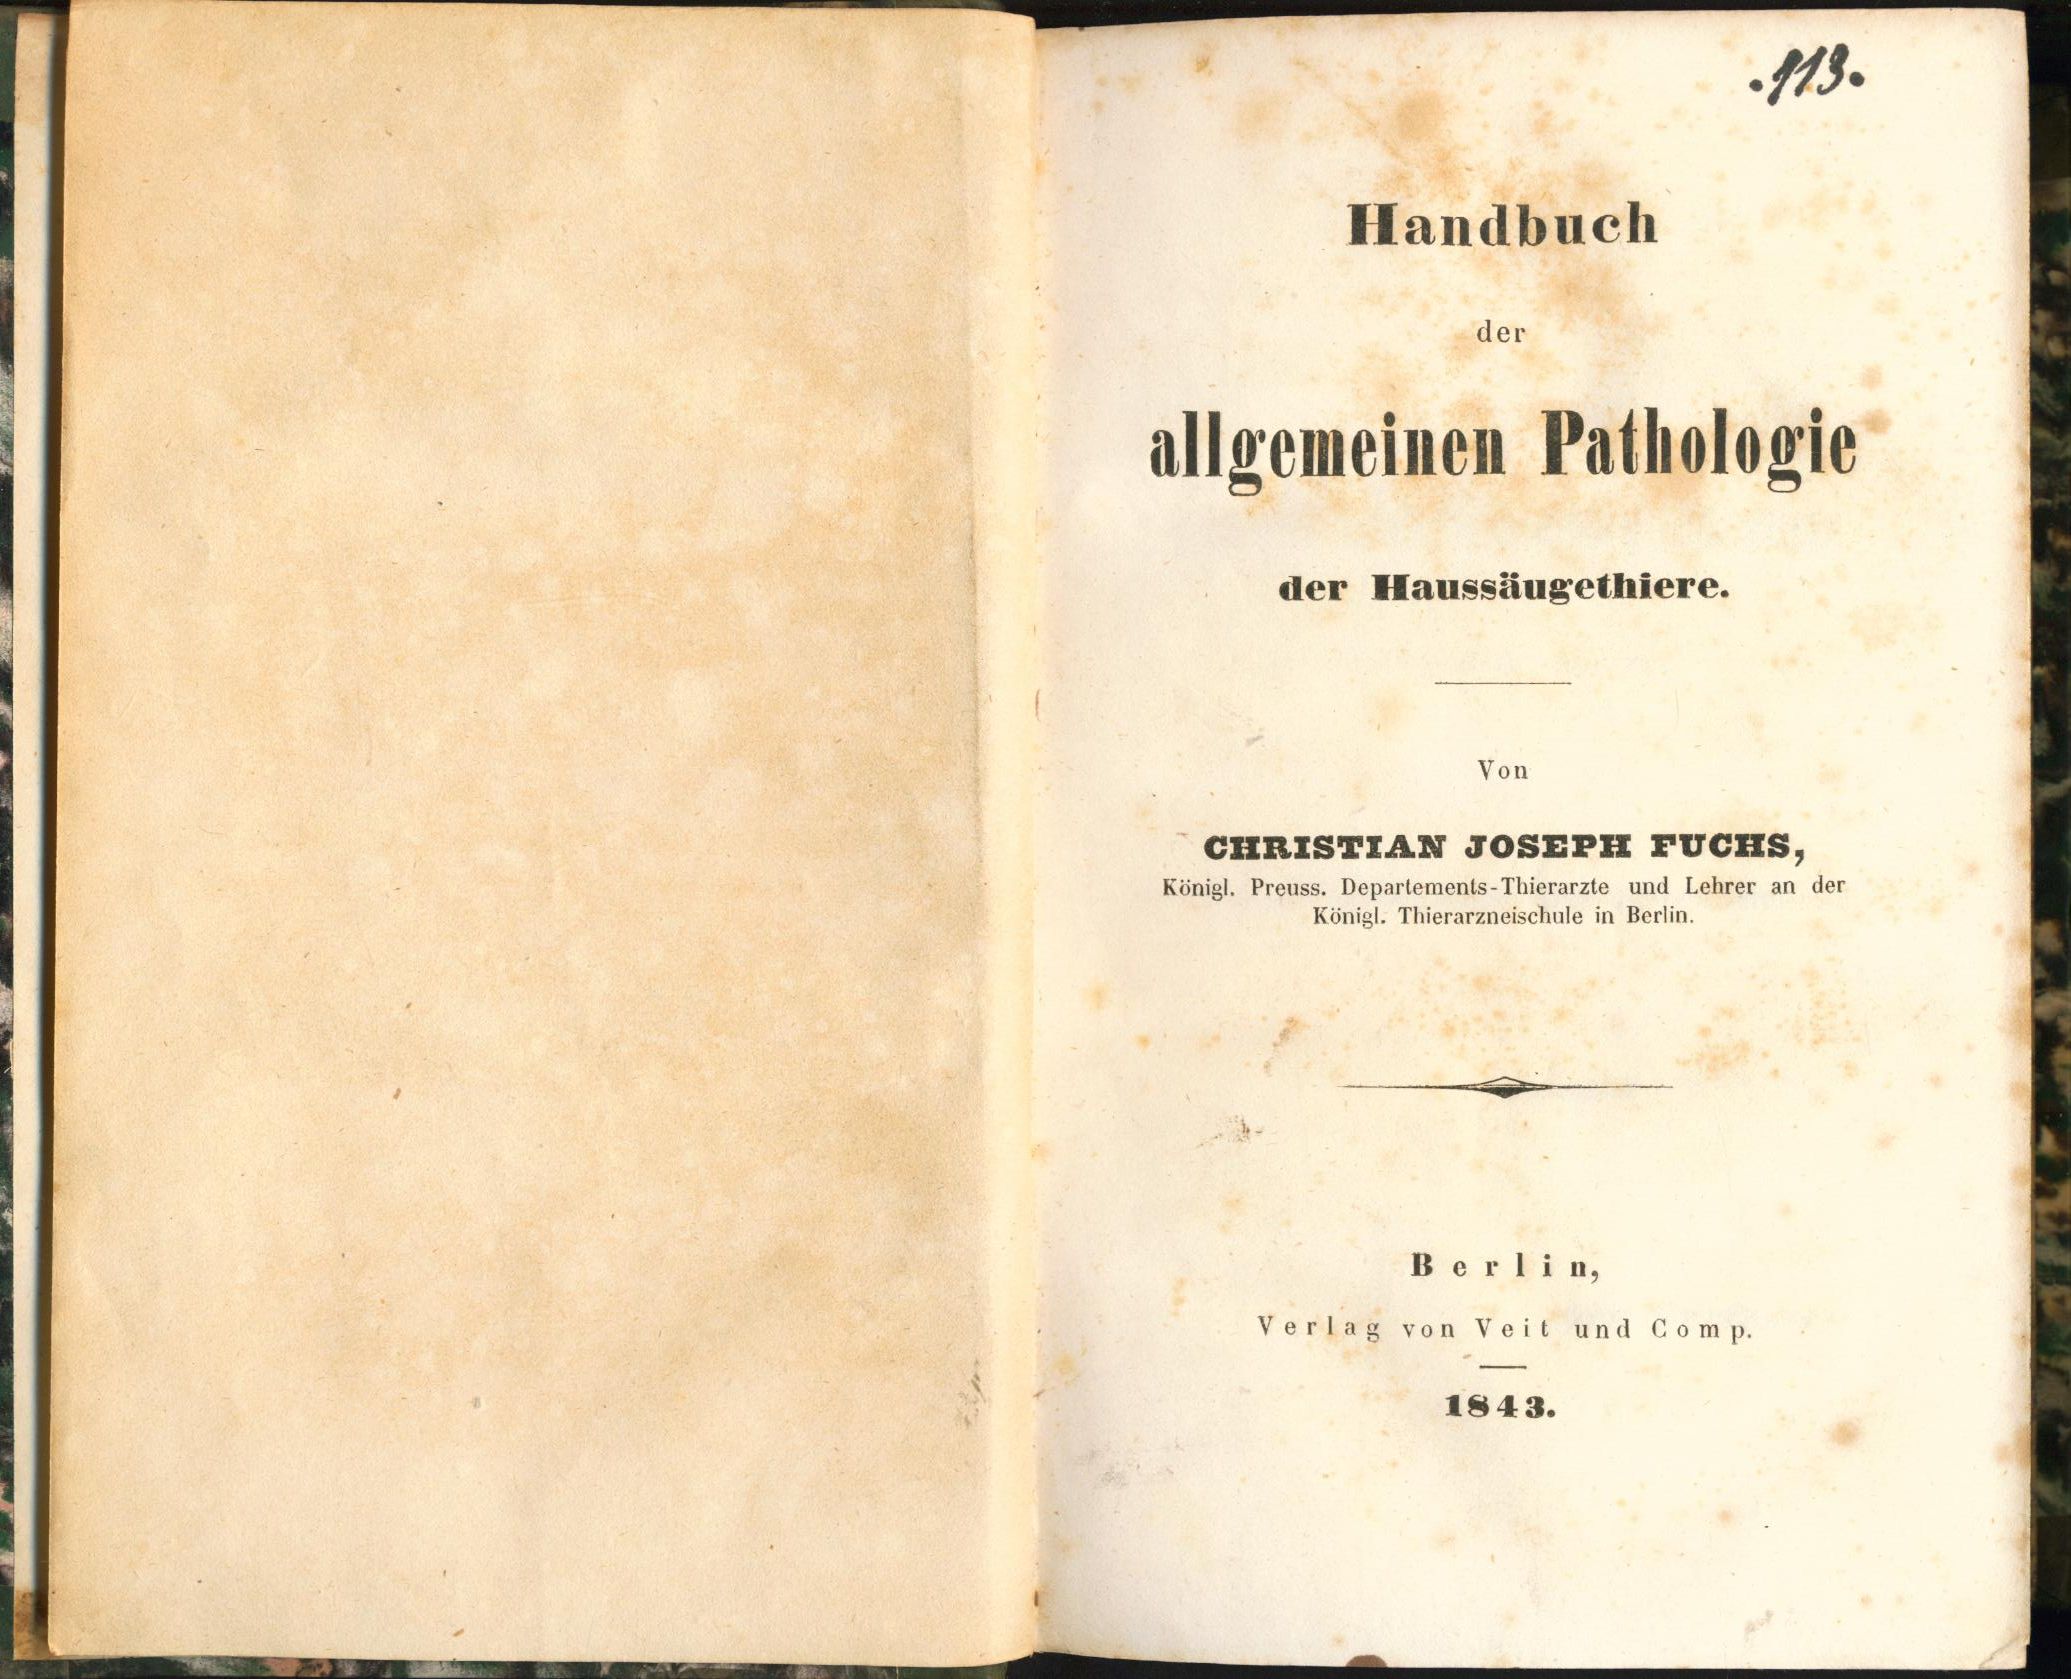 .113.
Handbuch
der
allgemeinen Pathologie
der Haussäugethiere.
Von
CHRISTIAN JOSEPH FUCHS,
Königl. Preuss. Departements-Thierarzte und Lehrer an der
Königl. Thierarzneischule in Berlin.
Berlin,
Verlag von Veit und Comp.
1843.